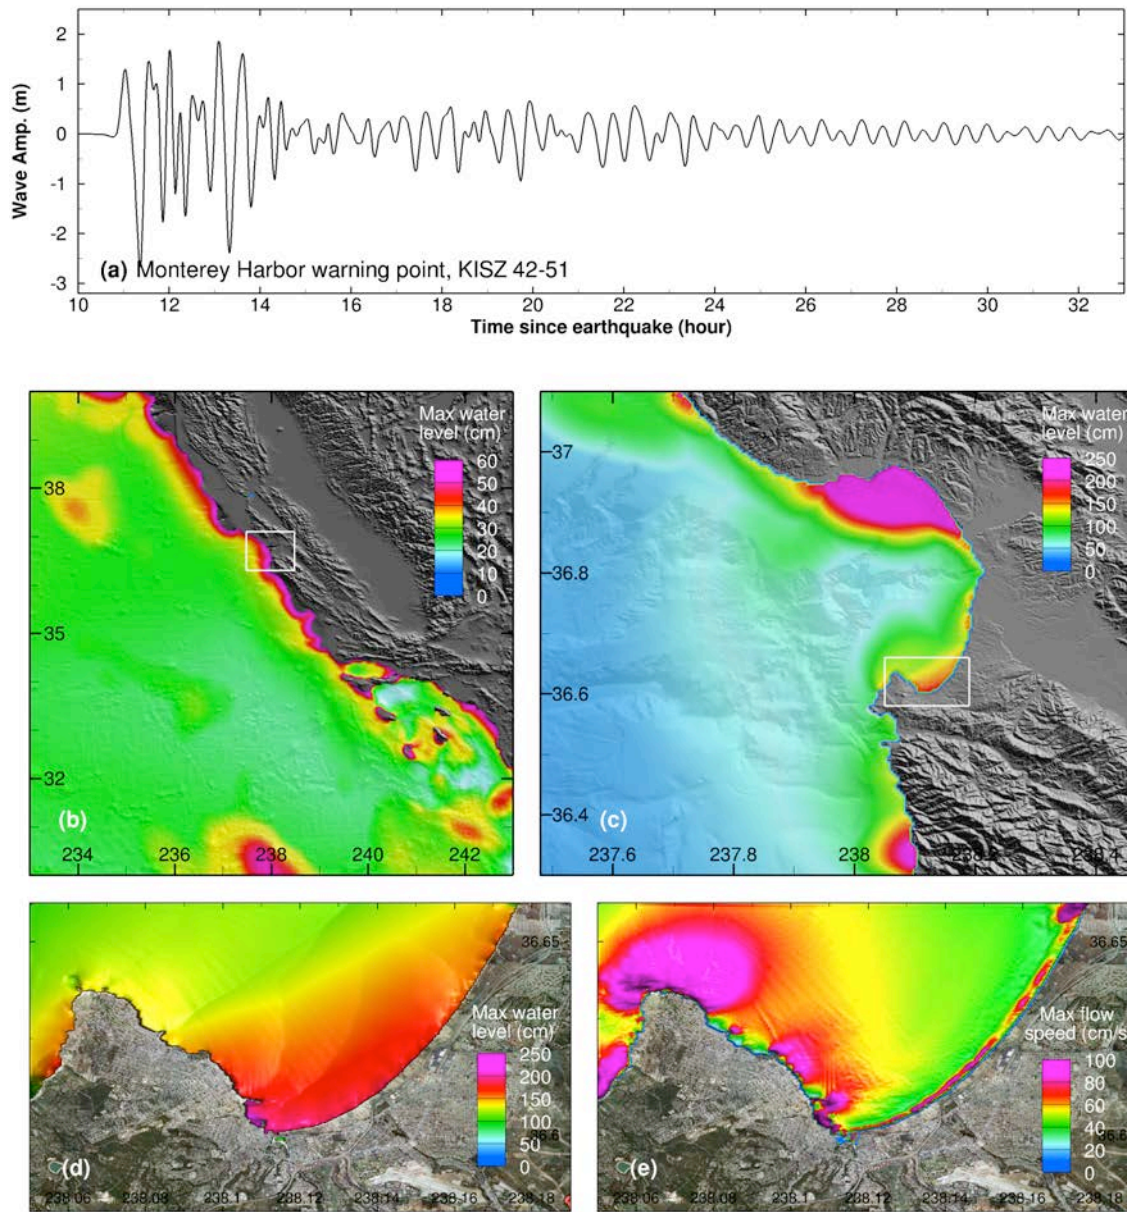 2
1
0
-1
-2
-3
Wave Amp. (m)
(a) Monterey Harbor warning point, KISZ 42-51
10 12 14 16 18 20 22 24 26 28 30 32
Time since earthquake (hour)
Max water
level (cm)
60
50
40
30
20
10
0
38
35
32
(b)
234 236 238 240 242
Max water
level (cm)
250
200
150
100
50
0
37
36.8
36.6
36.4
(c)
237.6 237.8 238
36.65
Max water
level (cm)
250
200
150
100
50
0
36.6
(d)
238.06 238.08 238.1 238.12 238.14 238.16 238.18
36.65
Max flow
speed (cm/s
100
80
60
40
20
0
36.6
(e)
238.06 238.08 238.1 238.12 238.14 238.16 238.18